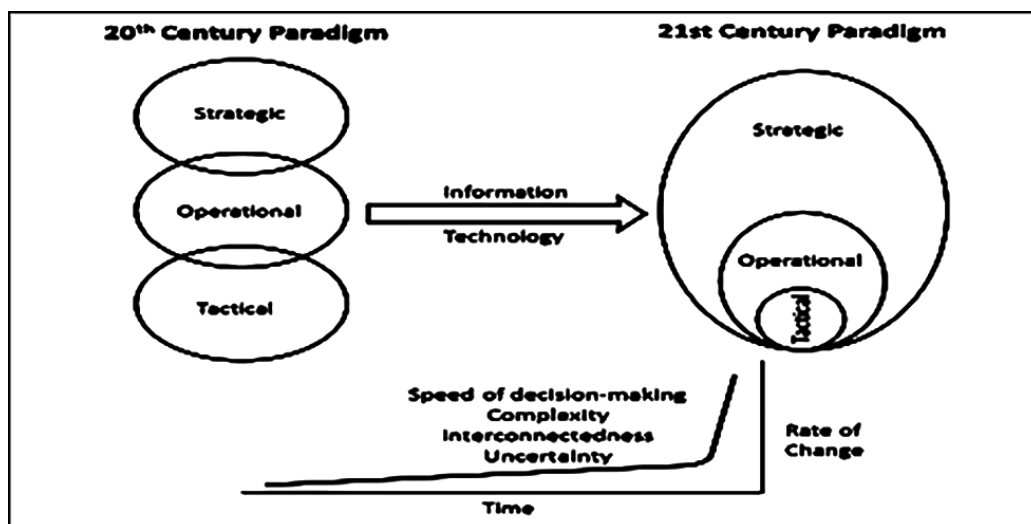 20th Century Paradigm
21st Century Paradigm
Strategic
Operational
Tactical
Information
Technology
Strategic
Operational
Tactical
Speed of decision-making
Complexity
Interconnectedness
Uncertainty
Rate of
Change
Time